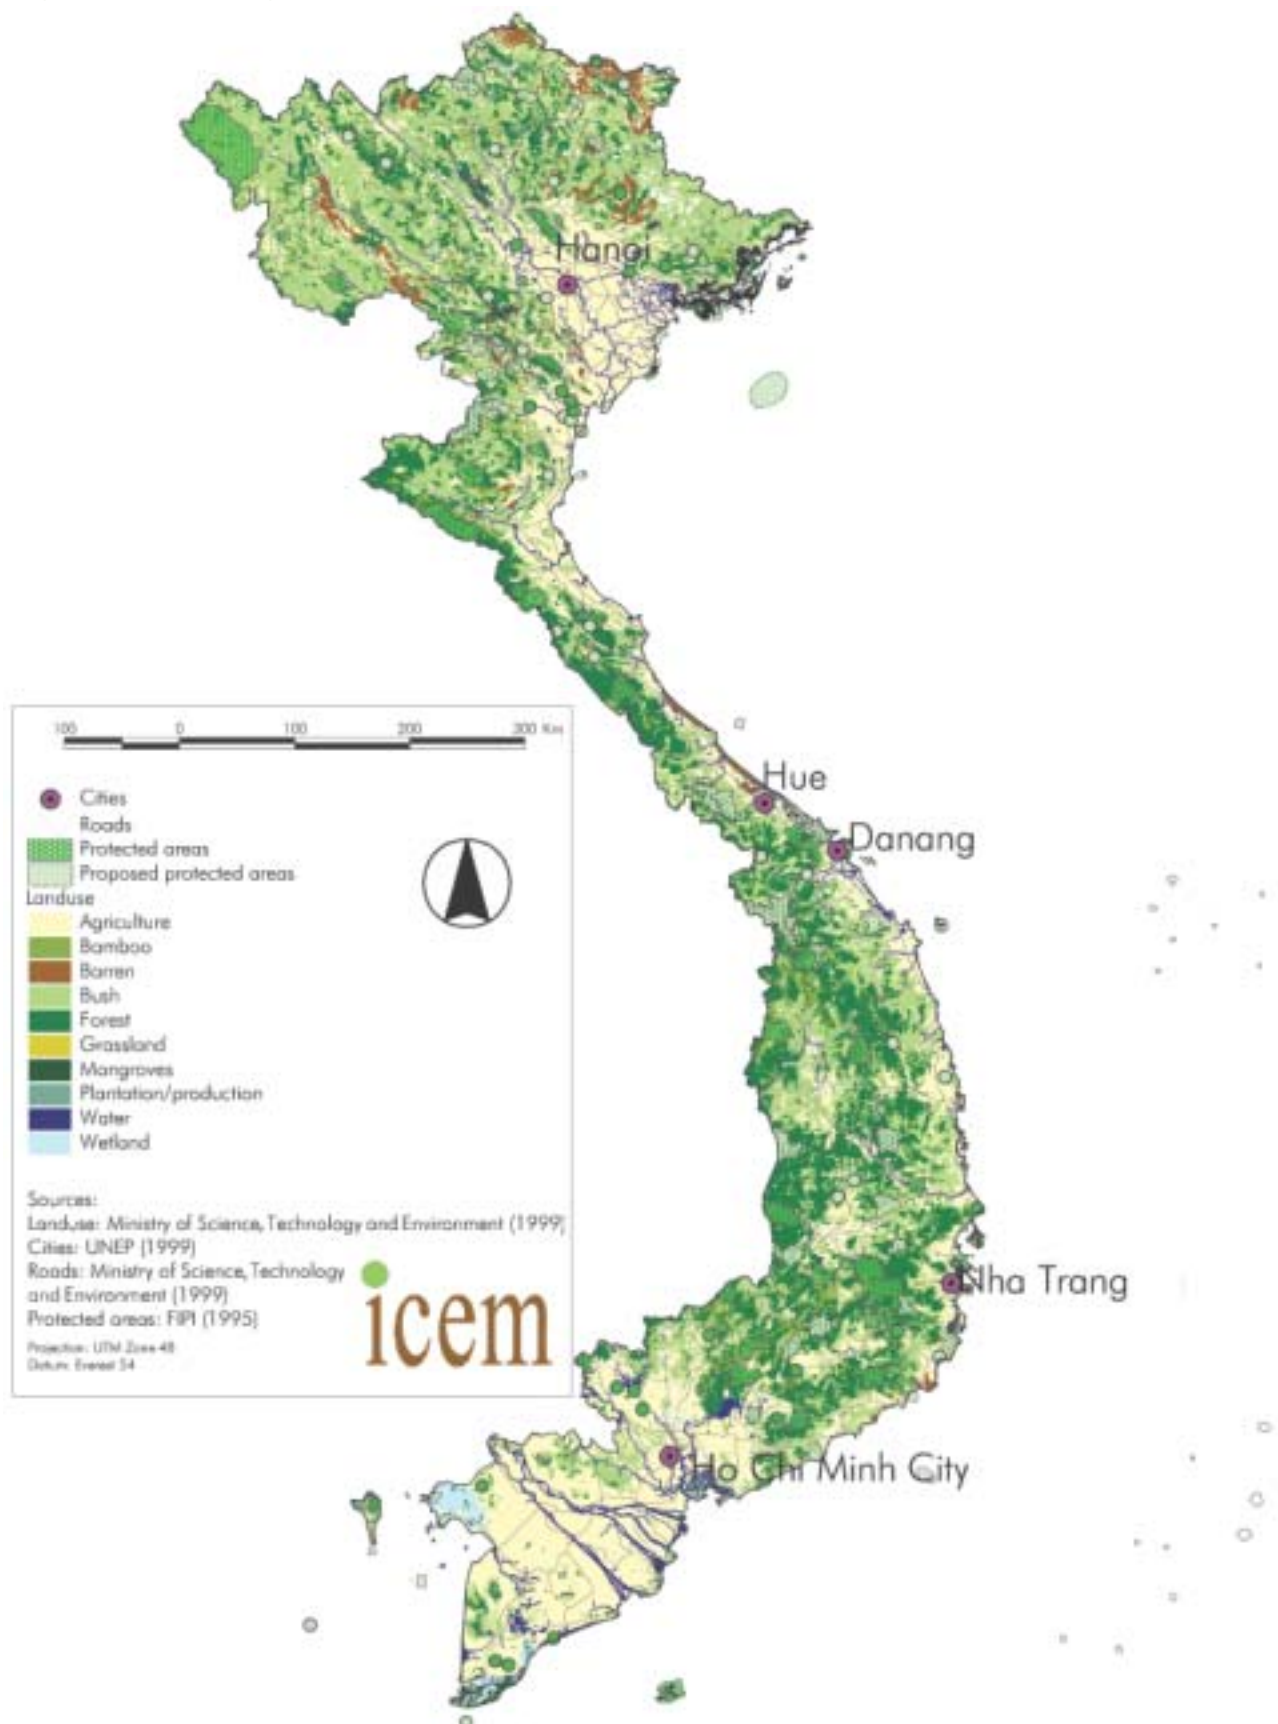 Hanoi
Hue
Danang
Nha Trang
Ho Chi Minh City
100 0 100 200 300 Km
Cities
Roads
Protected areas
Proposed protected areas
Landuse
Agriculture
Bamboo
Barren
Bush
Forest
Grassland
Mangroves
Plantation/production
Water
Wetland
Sources:
Landuse: Ministry of Science, Technology and Environment (1999)
Cities: UNEP (1999)
Roads: Ministry of Science, Technology
and Environment (1999)
Protected areas: FIPI (1995)
Projection: UTM Zone 48
Datum: Everest 54
icem